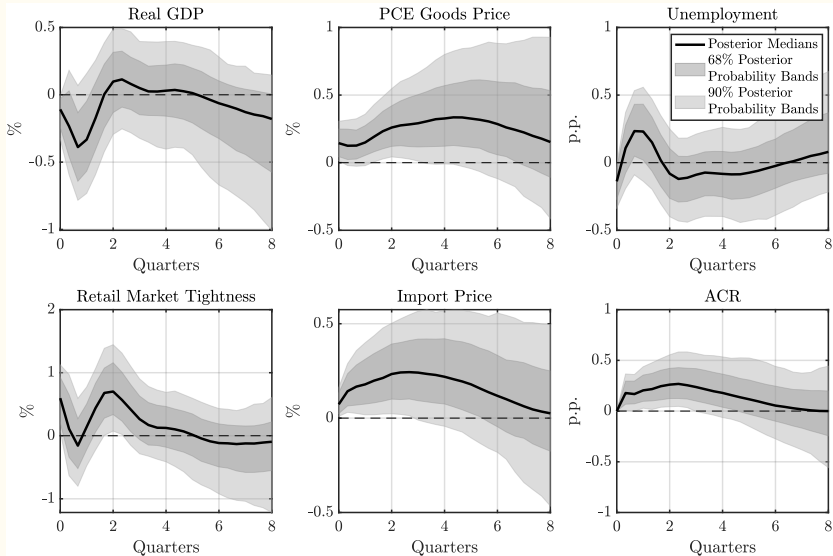 Real GDP
0.5
0
-0.5
-1
%
0 2 4 6 8
Quarters
PCE Goods Price
1
0.5
0
-0.5
%
0 2 4 6 8
Quarters
Unemployment
1
0.5
0
-0.5
p.p.
0 2 4 6 8
Quarters
Posterior Medians
68% Posterior
Probability Bands
90% Posterior
Probability Bands
Retail Market Tightness
2
1
0
-1
%
0 2 4 6 8
Quarters
Import Price
0.5
0
-0.5
%
0 2 4 6 8
Quarters
ACR
1
0.5
0
-0.5
-1
p.p.
0 2 4 6 8
Quarters